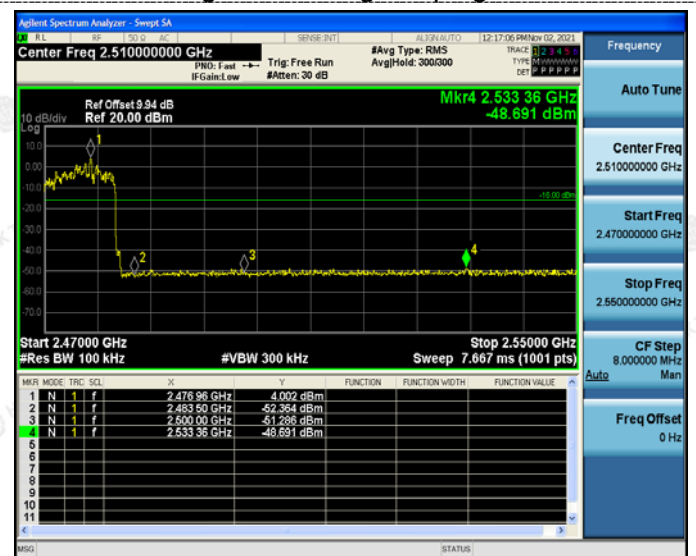 Agilent Spectrum Analyzer - Swept SA
RL RF 50 Ω AC SENSE:INT ALIGN AUTO 12:17:06 PM Nov 02, 2021
Center Freq 2.510000000 GHz
PNO: Fast
IFGain:Low
Trig: Free Run
#Atten: 30 dB
#Avg Type: RMS
Avg|Hold: 300/300
TRACE 1 2 3 4 5 6
TYPE M
DET P P P P P P
Ref Offset 9.94 dB
Ref 20.00 dBm
10 dB/div
Log
Mkr4 2.533 36 GHz
-48.691 dBm
10.0
0.00
-10.0
-20.0
-30.0
-40.0
-50.0
-60.0
-70.0
1
2
3
4
-16.00 dBm
Start 2.47000 GHz
Stop 2.55000 GHz
#Res BW 100 kHz
#VBW 300 kHz
Sweep 7.667 ms (1001 pts)
MKR MODE TRC SCL X Y FUNCTION FUNCTION WIDTH FUNCTION VALUE
1 N 1 f 2.476 96 GHz 4.002 dBm
2 N 1 f 2.483 50 GHz -52.364 dBm
3 N 1 f 2.500 00 GHz -51.286 dBm
4 N 1 f 2.533 36 GHz -48.691 dBm
5
6
7
8
9
10
11
MSG
STATUS
Frequency
Auto Tune
Center Freq
2.510000000 GHz
Start Freq
2.470000000 GHz
Stop Freq
2.550000000 GHz
CF Step
8.000000 MHz
Auto Man
Freq Offset
0 Hz